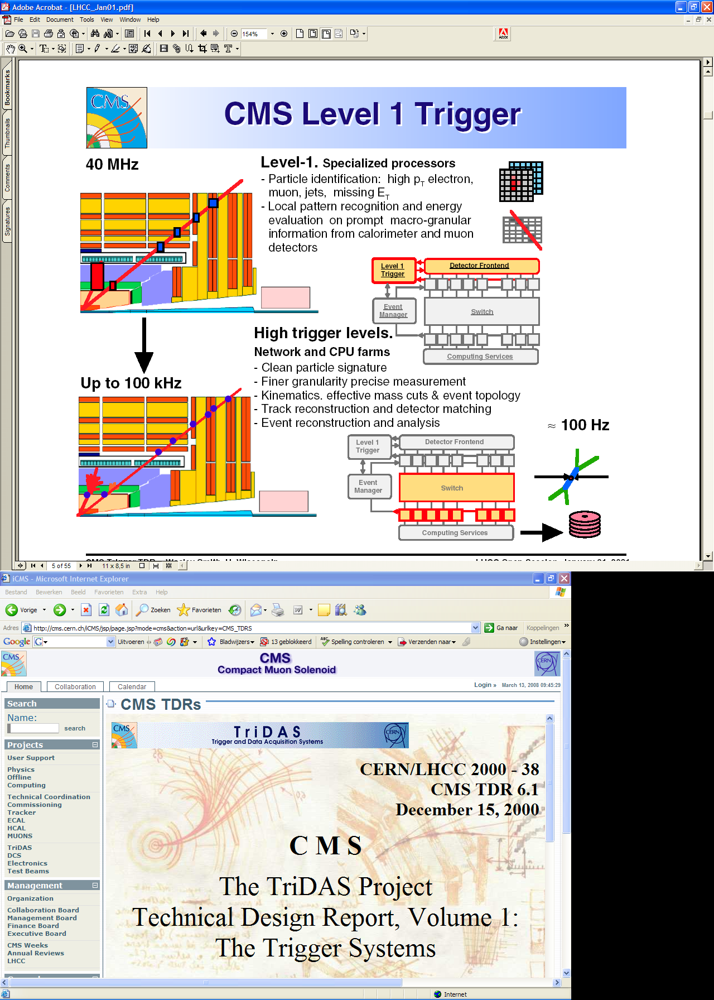 Adobe Acrobat - [LHCC_Jan01.pdf]
File Edit Document Tools View Window Help
154%
Adobe
Bookmarks
Thumbnails
Comments
Signatures
CMS
CMS Level 1 Trigger
40 MHz
Level-1. Specialized processors
- Particle identification: high pT electron,
muon, jets, missing ET
- Local pattern recognition and energy
evaluation on prompt macro-granular
information from calorimeter and muon
detectors
Level 1
Trigger
Detector Frontend
Event
Manager
Switch
Computing Services
High trigger levels.
Network and CPU farms
- Clean particle signature
- Finer granularity precise measurement
- Kinematics. effective mass cuts & event topology
- Track reconstruction and detector matching
- Event reconstruction and analysis
Up to 100 kHz
≈ 100 Hz
Level 1
Trigger
Detector Frontend
Event
Manager
Switch
Computing Services
5 of 55
11 x 8,5 in
iCMS - Microsoft Internet Explorer
Bestand Bewerken Beeld Favorieten Extra Help
Vorige Zoeken Favorieten
Adres http://cms.cern.ch/iCMS/jsp/page.jsp?mode=cms&action=url&urlkey=CMS_TDRS Ga naar Koppelingen »
Google G Uitvoeren Bladwijzers 13 geblokkeerd ABC Spelling controleren Verzenden naar Instellingen
CMS
CMS
Compact Muon Solenoid
CERN
Home Collaboration Calendar
Login » March 13, 2008 09:45:29
Search
Name:
search
Projects
User Support
Physics
Offline
Computing
Technical Coordination
Commissioning
Tracker
ECAL
HCAL
MUONS
TriDAS
DCS
Electronics
Test Beams
Management
Organization
Collaboration Board
Management Board
Finance Board
Executive Board
CMS Weeks
Annual Reviews
LHCC
CMS TDRs
CMS
TriDAS
Trigger and Data Acquisition Systems
CERN
CERN/LHCC 2000 - 38
CMS TDR 6.1
December 15, 2000
C M S
The TriDAS Project
Technical Design Report, Volume 1:
The Trigger Systems
Internet